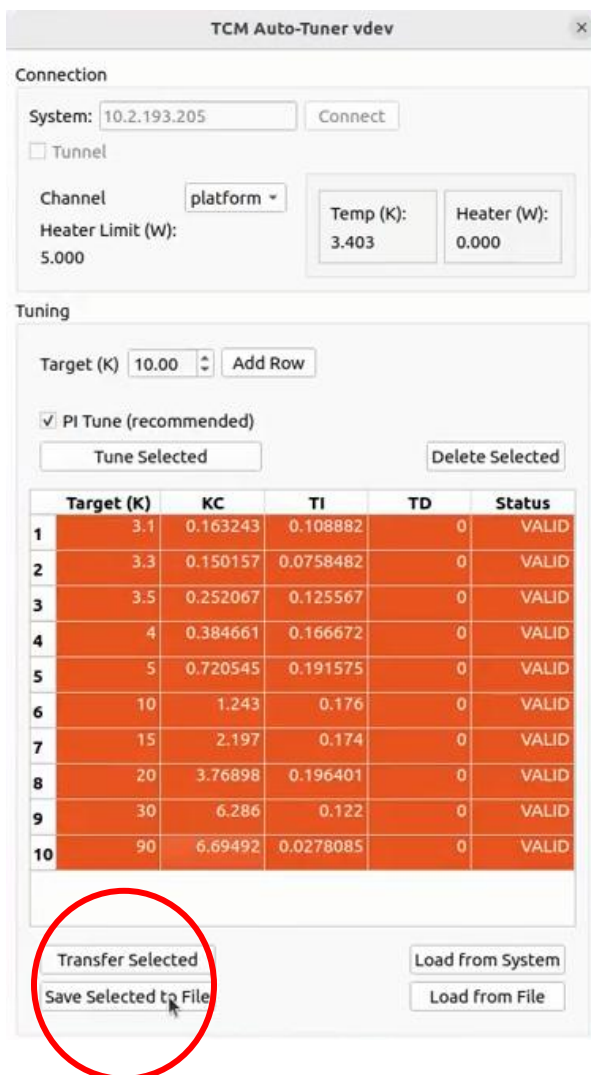 TCM Auto-Tuner vdev ×
Connection
System: 10.2.193.205 Connect
Tunnel
Channel platform
Heater Limit (W):
5.000
Temp (K):
3.403
Heater (W):
0.000
Tuning
Target (K) 10.00 Add Row
PI Tune (recommended)
Tune Selected Delete Selected
Target (K) KC TI TD Status
1 3.1 0.163243 0.108882 0 VALID
2 3.3 0.150157 0.0758482 0 VALID
3 3.5 0.252067 0.125567 0 VALID
4 4 0.384661 0.166672 0 VALID
5 5 0.720545 0.191575 0 VALID
6 10 1.243 0.176 0 VALID
7 15 2.197 0.174 0 VALID
8 20 3.76898 0.196401 0 VALID
9 30 6.286 0.122 0 VALID
10 90 6.69492 0.0278085 0 VALID
Transfer Selected Load from System
Save Selected to File Load from File